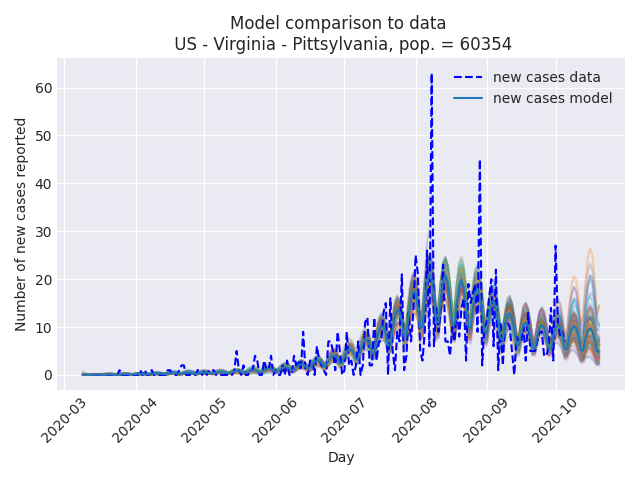 Model comparison to data
US - Virginia - Pittsylvania, pop. = 60354
new cases data
new cases model
Number of new cases reported
60
50
40
30
20
10
0
2020-03
2020-04
2020-05
2020-06
2020-07
2020-08
2020-09
2020-10
Day